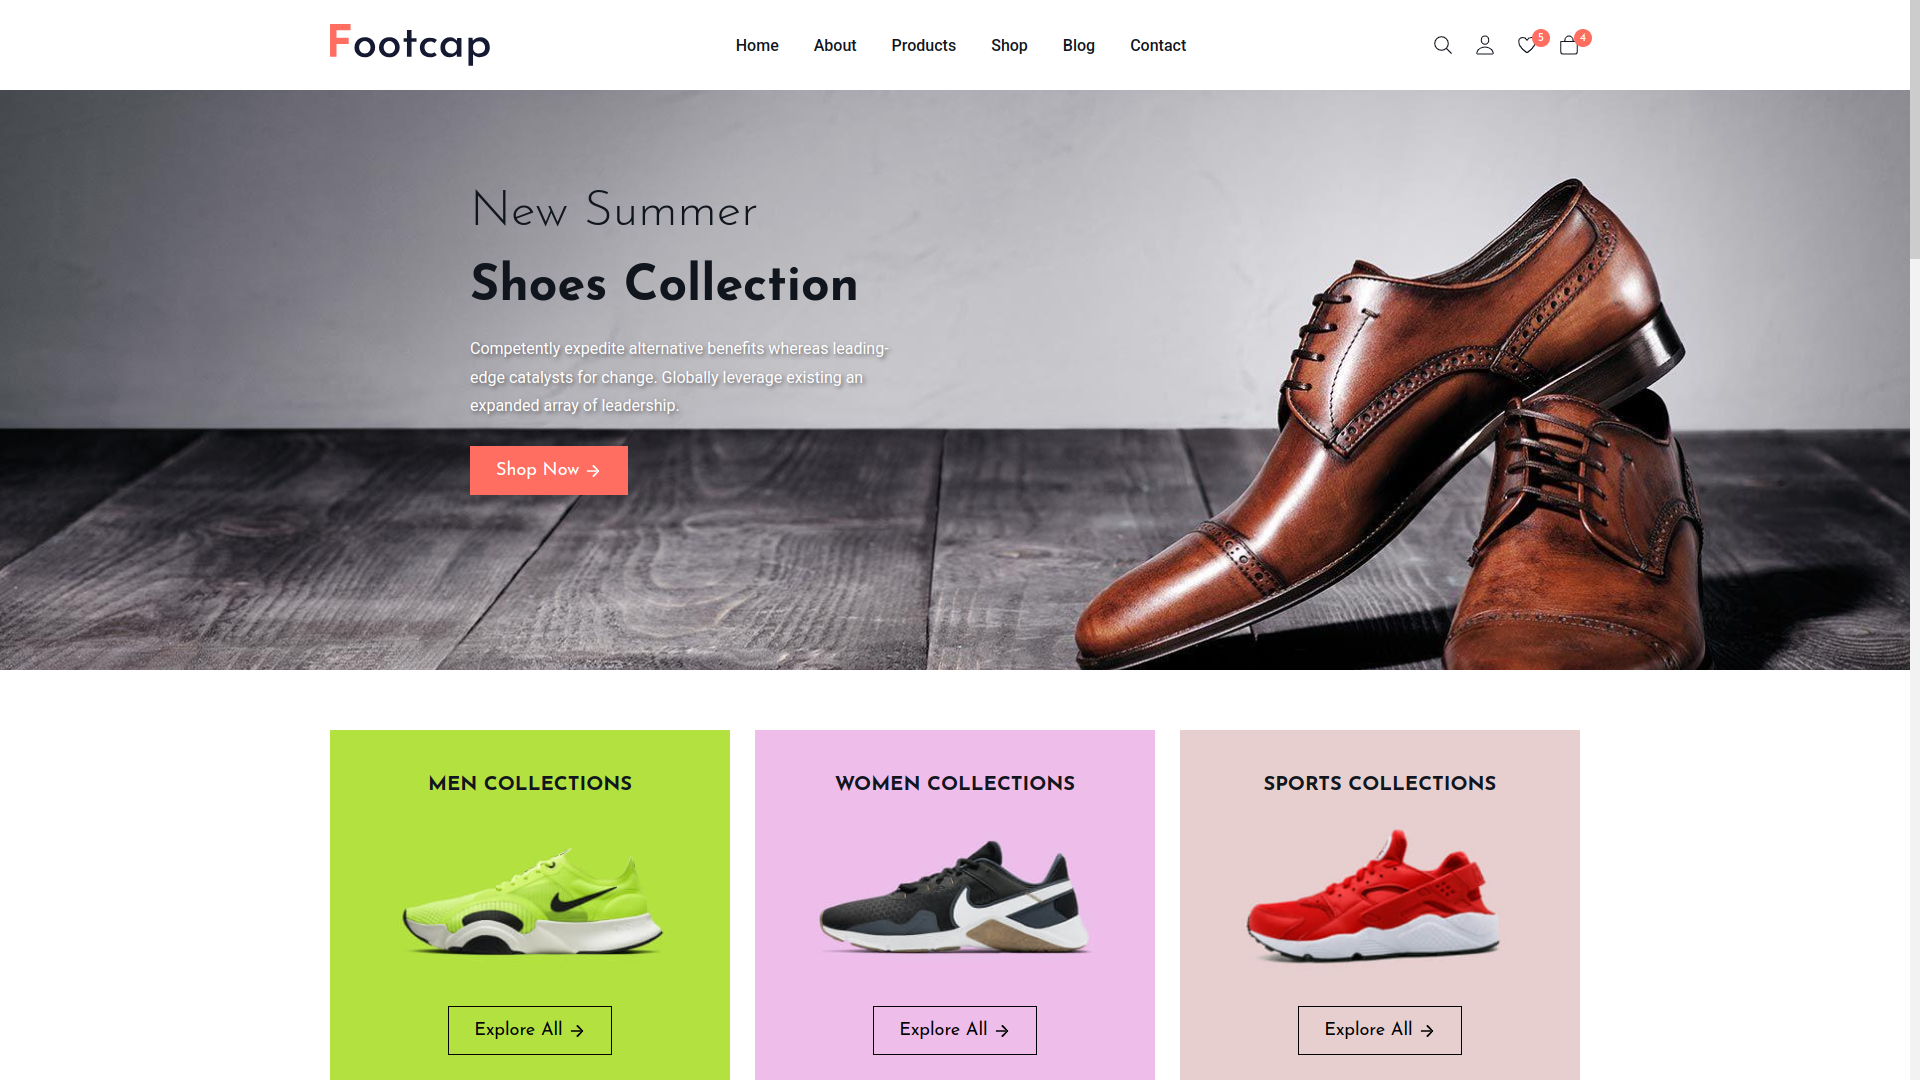 Footcap
Home About Products Shop Blog Contact
5 4
New Summer
Shoes Collection
Competently expedite alternative benefits whereas leading-
edge catalysts for change. Globally leverage existing an
expanded array of leadership.
Shop Now →
MEN COLLECTIONS
WOMEN COLLECTIONS
SPORTS COLLECTIONS
Explore All →
Explore All →
Explore All →